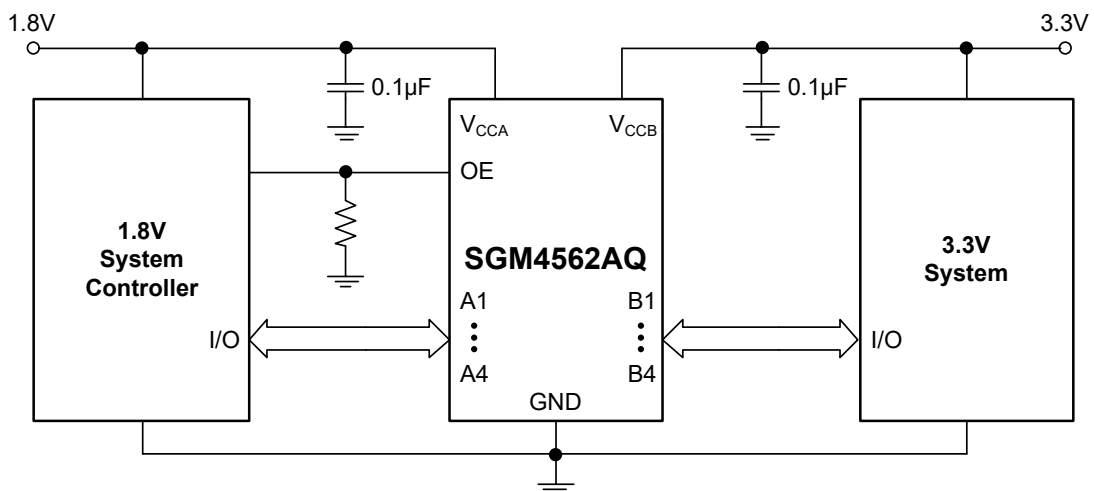 1.8V
3.3V
0.1µF
0.1µF
VCCA
VCCB
OE
1.8V
System
Controller
SGM4562AQ
3.3V
System
A1
B1
I/O
I/O
A4
B4
GND